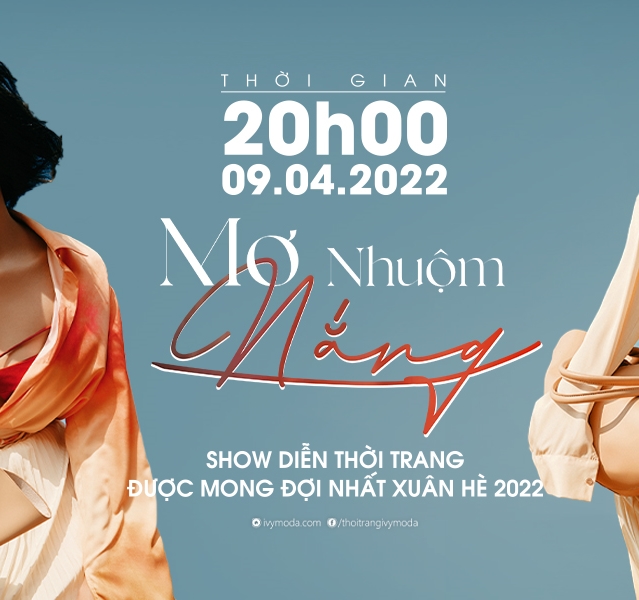 THỜI GIAN
20h00
09.04.2022
Mơ Nhuộm
Nắng
SHOW DIỄN THỜI TRANG
ĐƯỢC MONG ĐỢI NHẤT XUÂN HÈ 2022
ivymoda.com /thoitrangivymoda